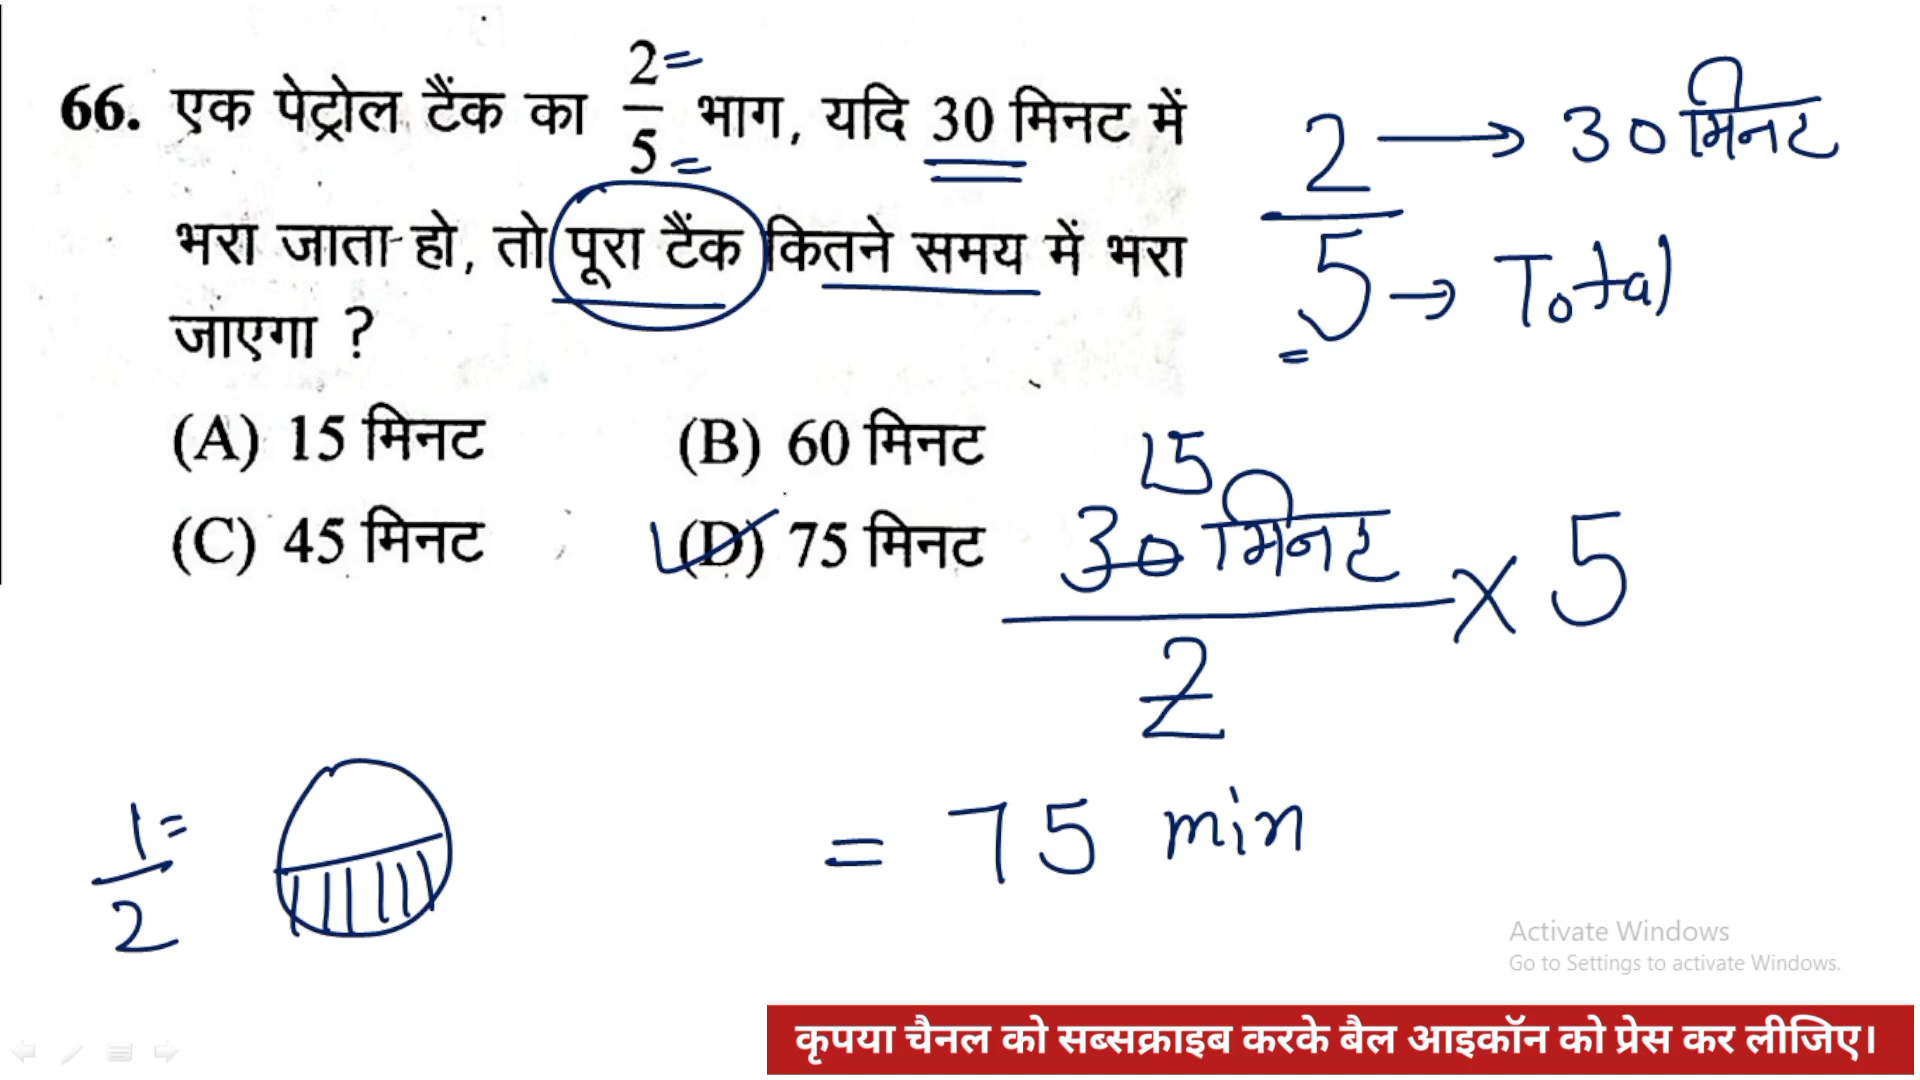 66. एक पेट्रोल टैंक का 2/5 भाग, यदि 30 मिनट में
भरा जाता हो, तो पूरा टैंक कितने समय में भरा
जाएगा ?
(A) 15 मिनट (B) 60 मिनट
(C) 45 मिनट (D) 75 मिनट
2 → 30 मिनट
5 → Total
15
30 मिनट × 5
2
= 75 min
1
2
Activate Windows
Go to Settings to activate Windows.
कृपया चैनल को सब्सक्राइब करके बैल आइकॉन को प्रेस कर लीजिए।